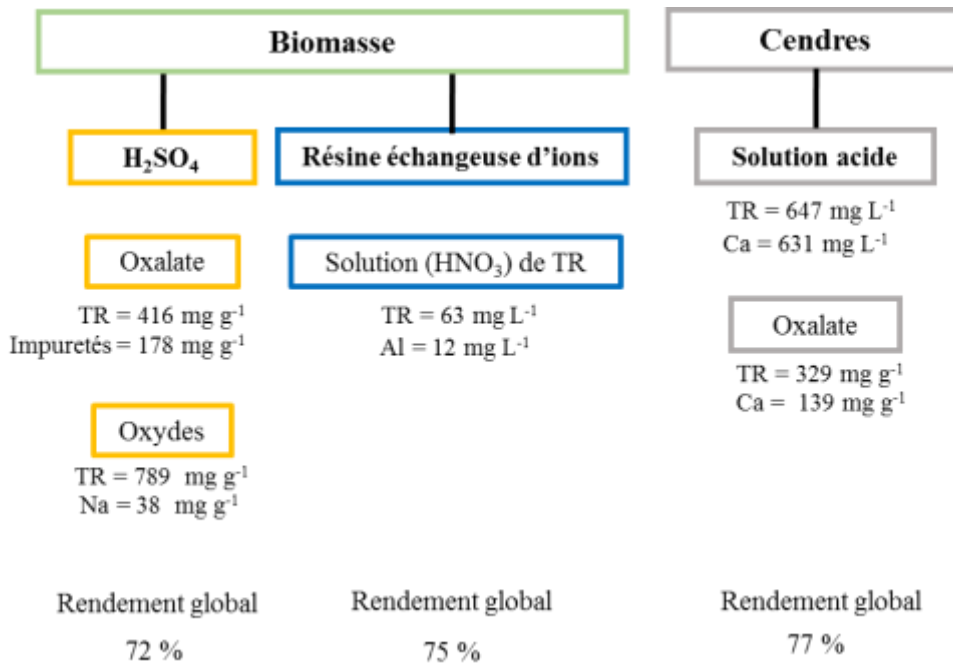 Biomasse
Cendres
H₂SO₄
Résine échangeuse d'ions
Solution acide
TR = 647 mg L⁻¹
Ca = 631 mg L⁻¹
Oxalate
Solution (HNO₃) de TR
TR = 416 mg g⁻¹
Impuretés = 178 mg g⁻¹
TR = 63 mg L⁻¹
Al = 12 mg L⁻¹
Oxalate
TR = 329 mg g⁻¹
Ca = 139 mg g⁻¹
Oxydes
TR = 789 mg g⁻¹
Na = 38 mg g⁻¹
Rendement global
72 %
Rendement global
75 %
Rendement global
77 %